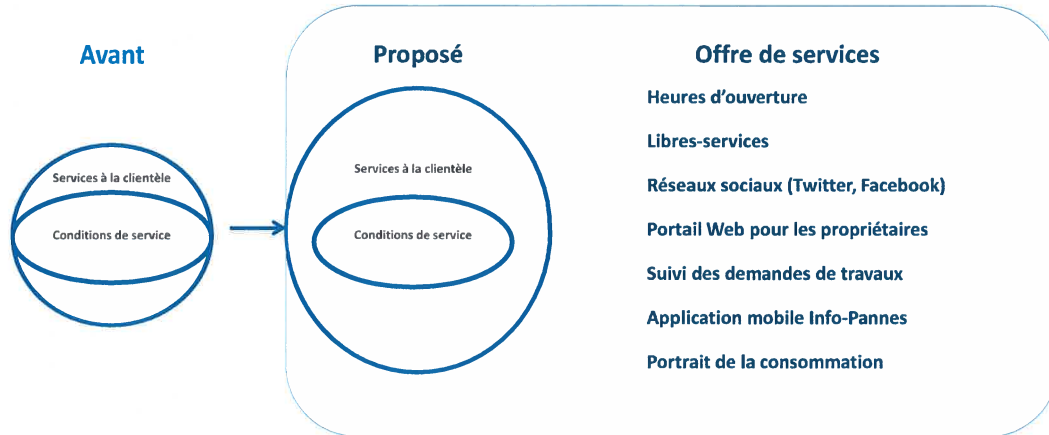 Avant
Services à la clientèle
Conditions de service
Proposé
Services à la clientèle
Conditions de service
Offre de services
Heures d'ouverture
Libres-services
Réseaux sociaux (Twitter, Facebook)
Portail Web pour les propriétaires
Suivi des demandes de travaux
Application mobile Info-Pannes
Portrait de la consommation